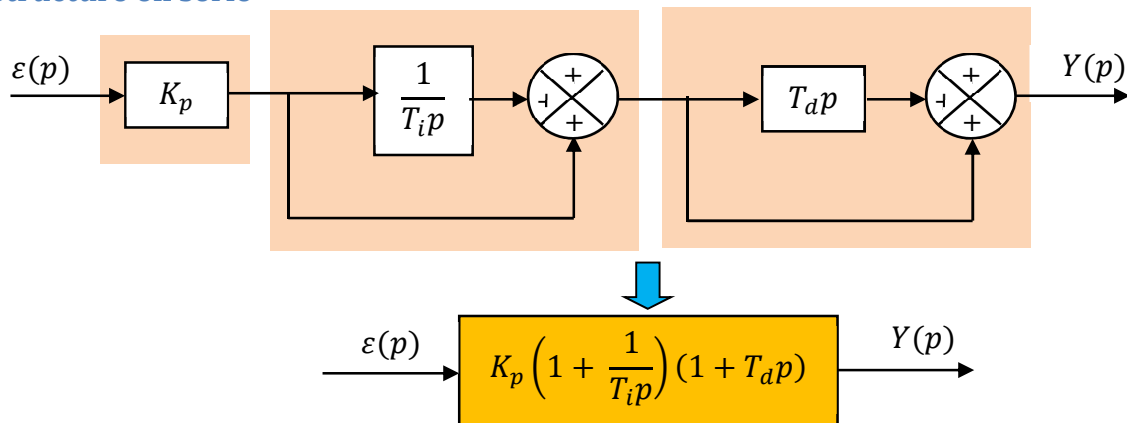 ε(p) K_p 1/(T_i p) + + + T_d p + + + Y(p)
ε(p) K_p (1 + 1/(T_i p)) (1 + T_d p) Y(p)